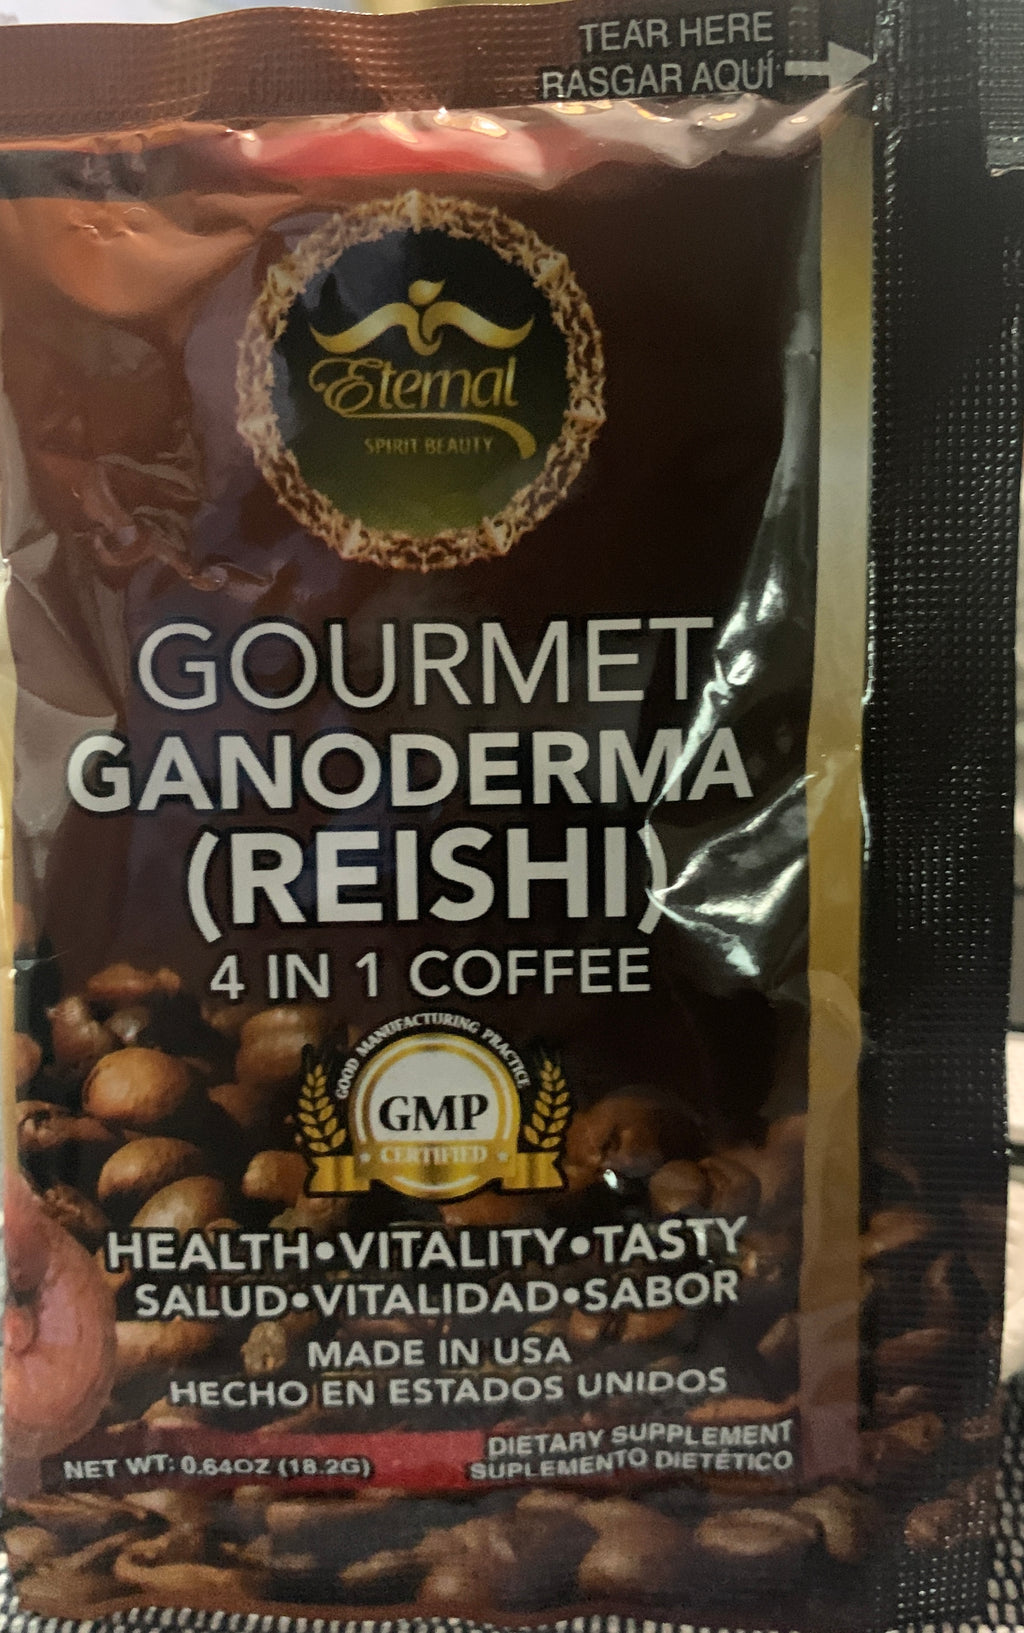 TEAR HERE
RASGAR AQUÍ
Eternal
SPIRIT BEAUTY
GOURMET
GANODERMA
(REISHI)
4 IN 1 COFFEE
GOOD MANUFACTURING PRACTICE
GMP
CERTIFIED
HEALTH•VITALITY•TASTY
SALUD•VITALIDAD•SABOR
MADE IN USA
HECHO EN ESTADOS UNIDOS
DIETARY SUPPLEMENT
NET WT: 0.64OZ (18.2G) SUPLEMENTO DIETÉTICO